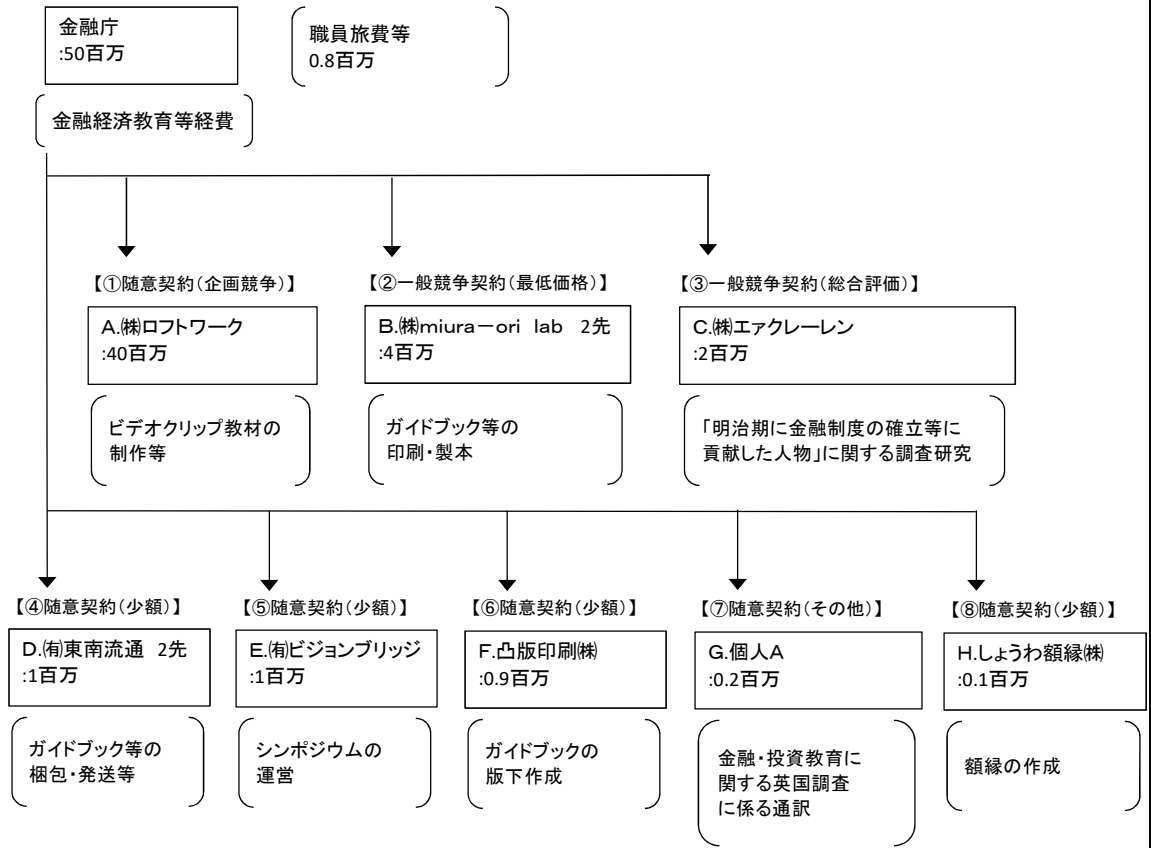 金融庁
:50百万
職員旅費等
0.8百万
金融経済教育等経費
【①随意契約(企画競争)】
A.㈱ロフトワーク
:40百万
ビデオクリップ教材の
制作等
【②一般競争契約(最低価格)】
B.㈱miura－ori lab 2先
:4百万
ガイドブック等の
印刷・製本
【③一般競争契約(総合評価)】
C.㈱エァクレーレン
:2百万
「明治期に金融制度の確立等に
貢献した人物」に関する調査研究
【④随意契約(少額)】
D.㈲東南流通 2先
:1百万
ガイドブック等の
梱包・発送等
【⑤随意契約(少額)】
E.㈲ビジョンブリッジ
:1百万
シンポジウムの
運営
【⑥随意契約(少額)】
F.凸版印刷㈱
:0.9百万
ガイドブックの
版下作成
【⑦随意契約(その他)】
G.個人A
:0.2百万
金融・投資教育に
関する英国調査
に係る通訳
【⑧随意契約(少額)】
H.しょうわ額縁㈱
:0.1百万
額縁の作成